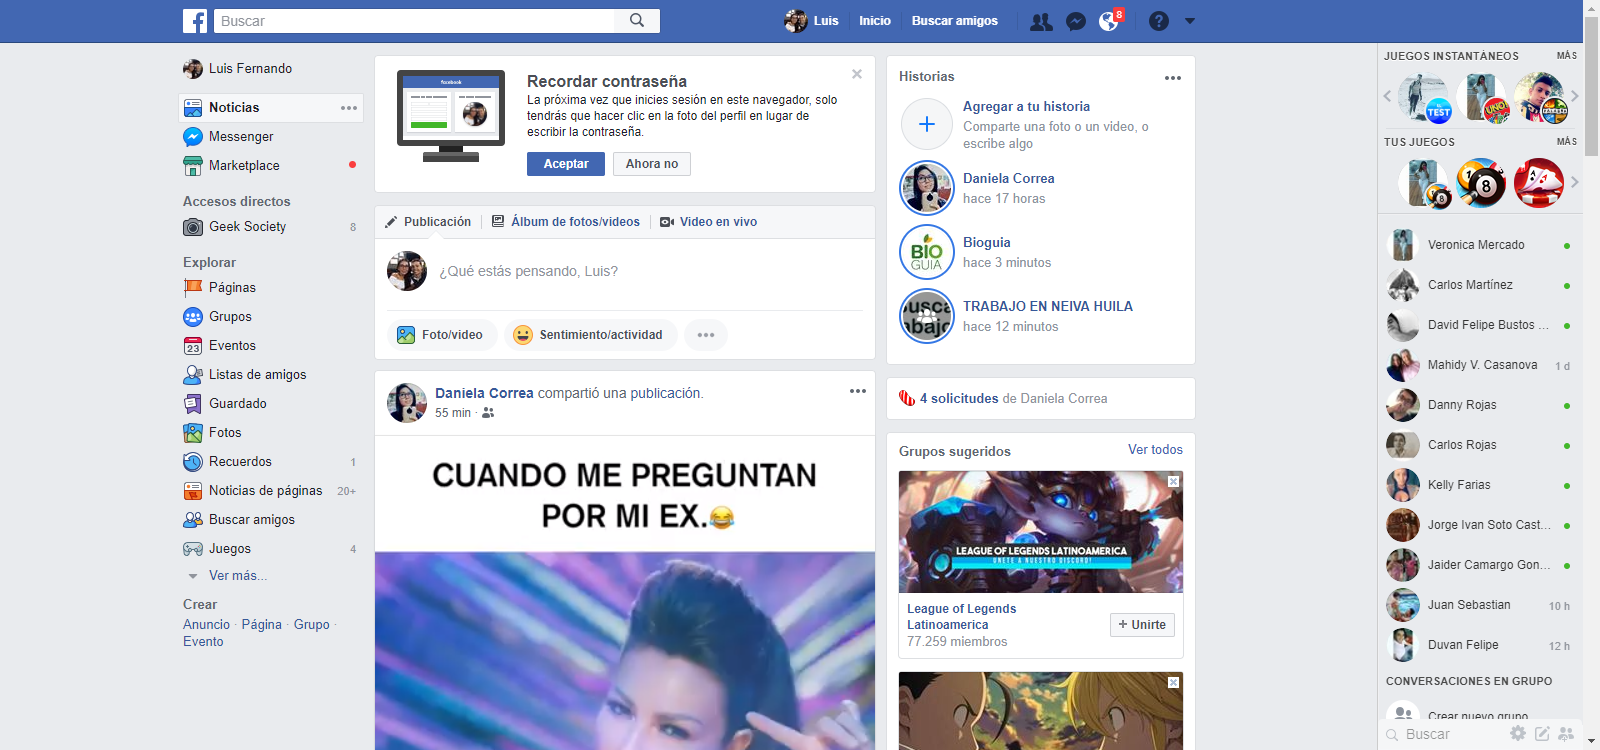 Buscar
Luis
Inicio
Buscar amigos
8
Luis Fernando
Noticias
Messenger
Marketplace
Accesos directos
Geek Society 8
Explorar
Páginas
Grupos
23
Eventos
Listas de amigos
Guardado
Fotos
Recuerdos 1
Noticias de páginas 20+
Buscar amigos
Juegos 4
Ver más...
Crear
Anuncio · Página · Grupo ·
Evento
facebook
Recordar contraseña
La próxima vez que inicies sesión en este navegador, solo
tendrás que hacer clic en la foto del perfil en lugar de
escribir la contraseña.
Aceptar
Ahora no
Publicación
Álbum de fotos/videos
Video en vivo
¿Qué estás pensando, Luis?
Foto/video
Sentimiento/actividad
Daniela Correa compartió una publicación.
55 min ·
CUANDO ME PREGUNTAN
POR MI EX.😂
Historias
Agregar a tu historia
Comparte una foto o un video, o
escribe algo
Daniela Correa
hace 17 horas
BIO
GUIA
Bioguia
hace 3 minutos
TRABAJO EN NEIVA HUILA
hace 12 minutos
4 solicitudes de Daniela Correa
Grupos sugeridos
Ver todos
LEAGUE OF LEGENDS LATINOAMERICA
UNETE A NUESTRO DISCORD!
League of Legends
Latinoamerica
77.259 miembros
+ Unirte
JUEGOS INSTANTÁNEOS MÁS
TEST
UNO
TUS JUEGOS MÁS
8
8
Veronica Mercado
Carlos Martínez
David Felipe Bustos ...
Mahidy V. Casanova 1 d
Danny Rojas
Carlos Rojas
Kelly Farias
Jorge Ivan Soto Cast...
Jaider Camargo Gon...
Juan Sebastian 10 h
Duvan Felipe 12 h
CONVERSACIONES EN GRUPO
Crear nuevo grupo
Buscar